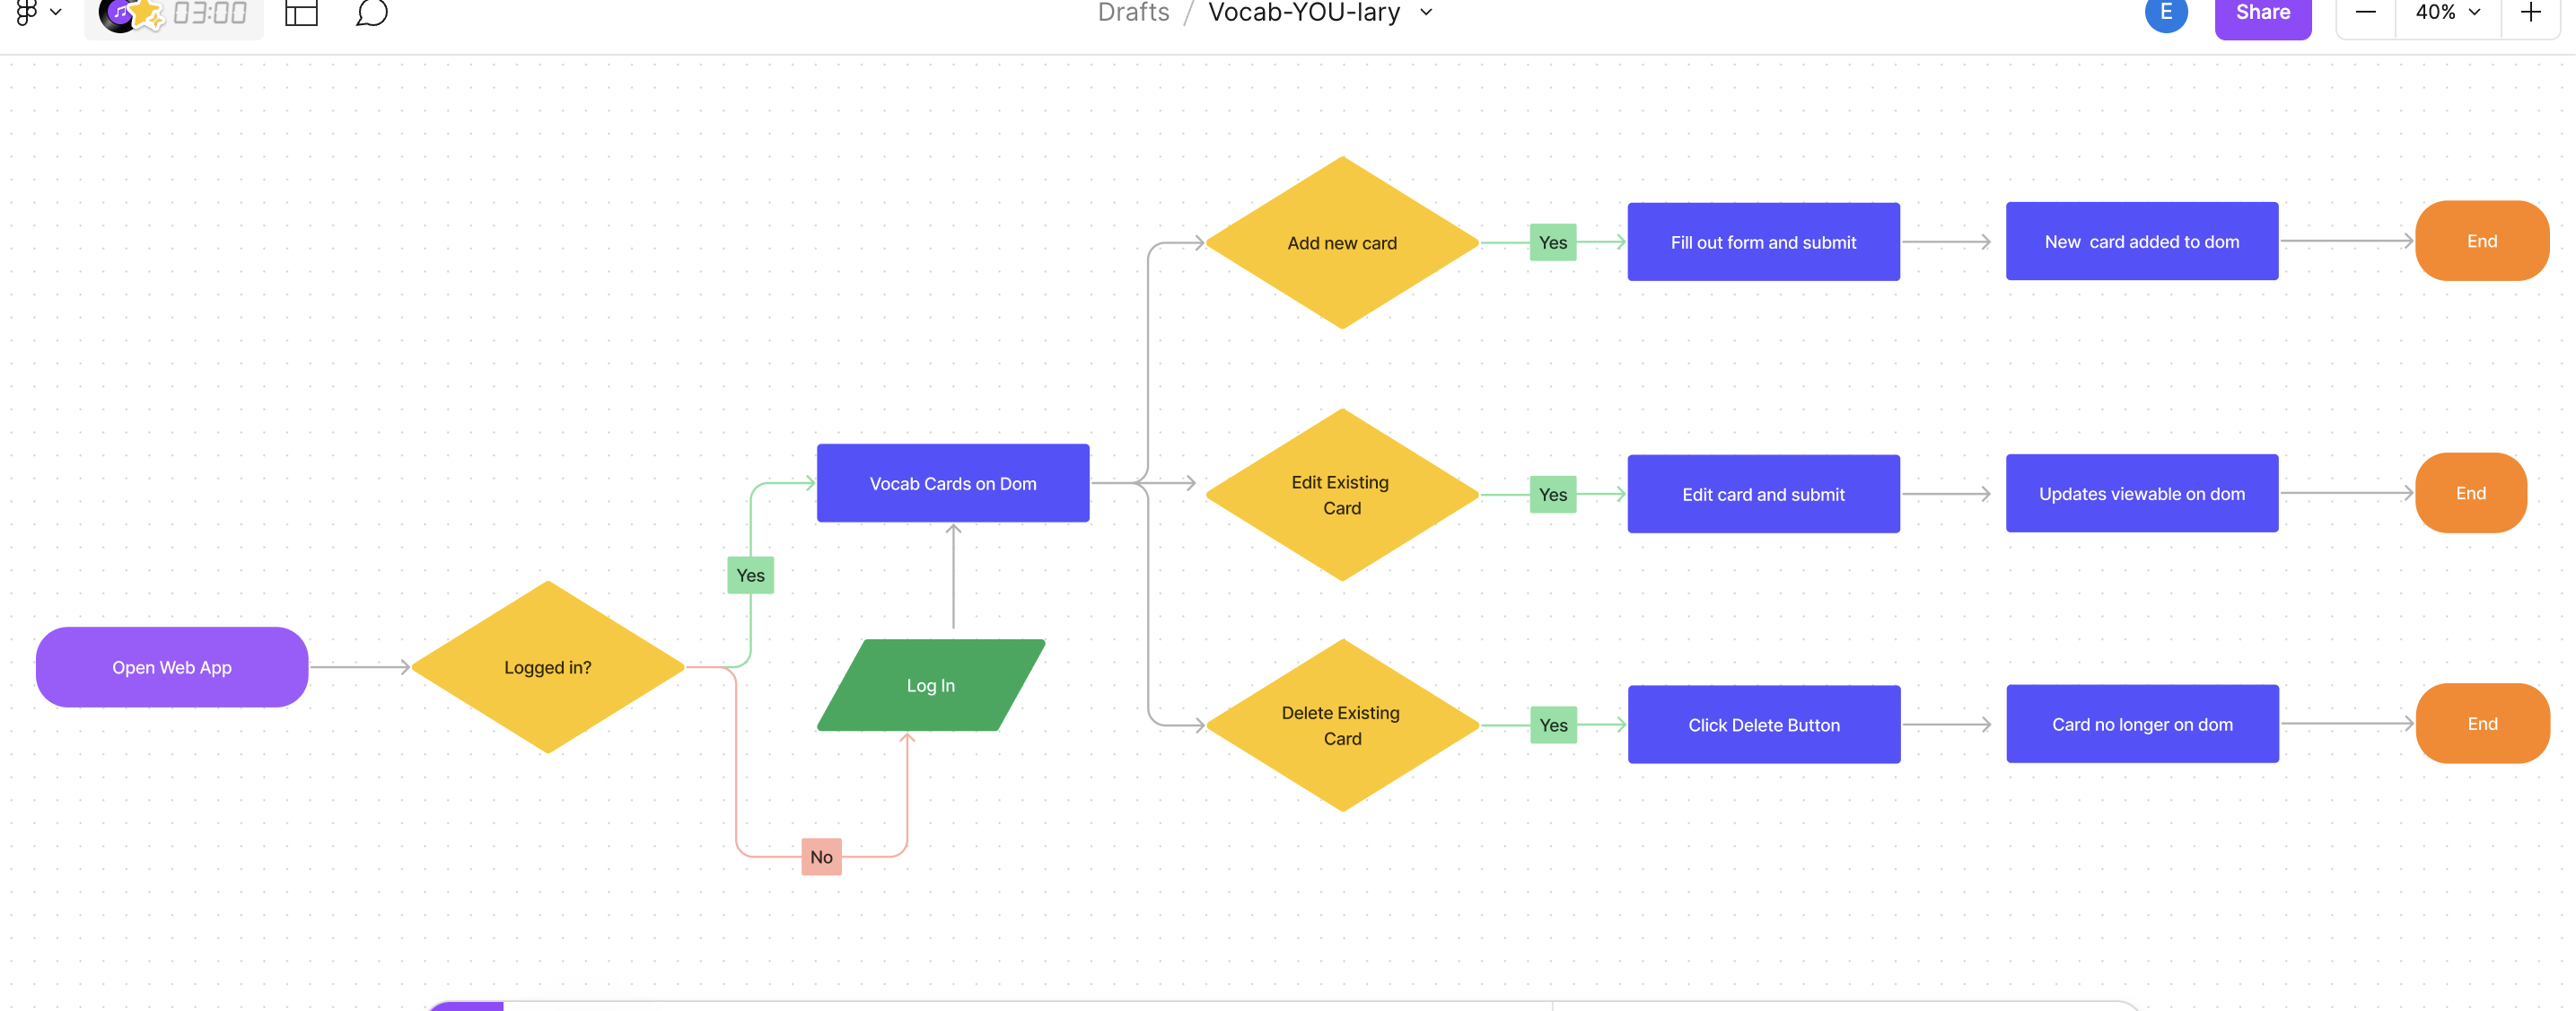 03:00
Drafts / Vocab-YOU-lary
E
Share
40%
Add new card
Yes
Fill out form and submit
New  card added to dom
End
Vocab Cards on Dom
Edit Existing
Card
Yes
Edit card and submit
Updates viewable on dom
End
Yes
Open Web App
Logged in?
Log In
Delete Existing
Card
Yes
Click Delete Button
Card no longer on dom
End
No